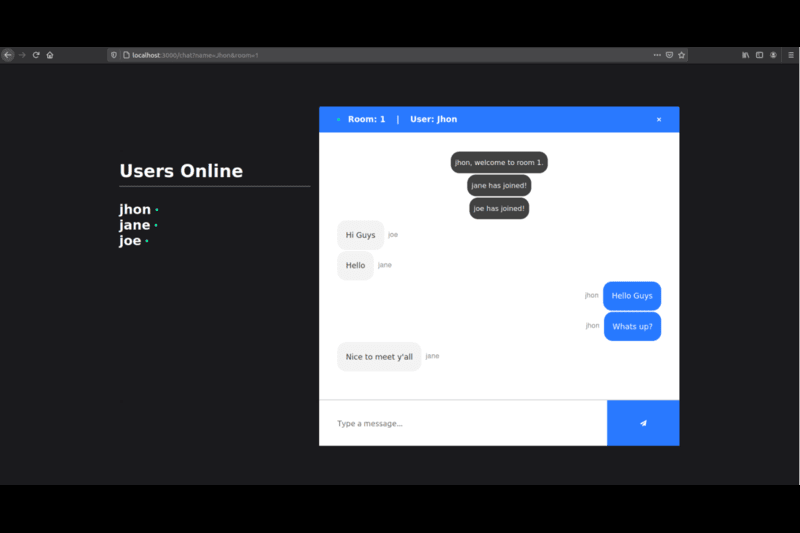 localhost:3000/chat?name=Jhon&room=1
Room: 1 | User: Jhon
Users Online
jhon
jane
joe
jhon, welcome to room 1.
jane has joined!
joe has joined!
Hi Guys joe
Hello jane
jhon Hello Guys
jhon Whats up?
Nice to meet y'all jane
Type a message...